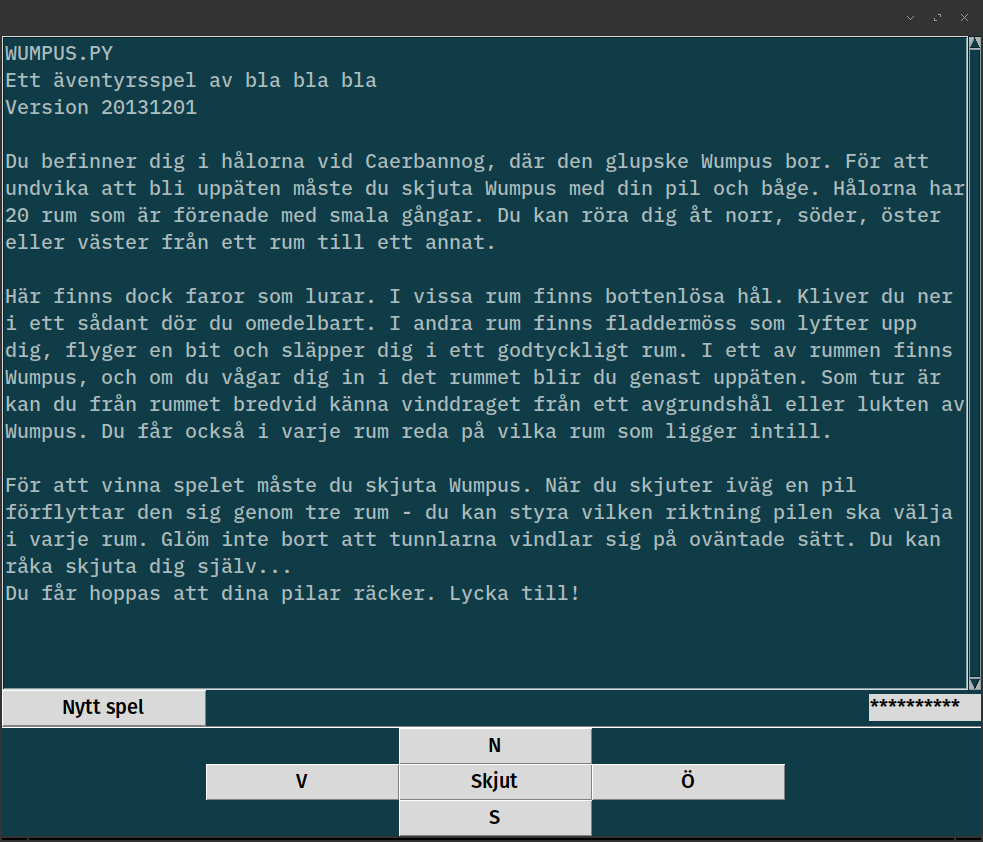 WUMPUS.PY
Ett äventyrsspel av bla bla bla
Version 20131201
Du befinner dig i hålorna vid Caerbannog, där den glupske Wumpus bor. För att
undvika att bli uppäten måste du skjuta Wumpus med din pil och båge. Hålorna har
20 rum som är förenade med smala gångar. Du kan röra dig åt norr, söder, öster
eller väster från ett rum till ett annat.
Här finns dock faror som lurar. I vissa rum finns bottenlösa hål. Kliver du ner
i ett sådant dör du omedelbart. I andra rum finns fladdermöss som lyfter upp
dig, flyger en bit och släpper dig i ett godtyckligt rum. I ett av rummen finns
Wumpus, och om du vågar dig in i det rummet blir du genast uppäten. Som tur är
kan du från rummet bredvid känna vinddraget från ett avgrundshål eller lukten av
Wumpus. Du får också i varje rum reda på vilka rum som ligger intill.
För att vinna spelet måste du skjuta Wumpus. När du skjuter iväg en pil
förflyttar den sig genom tre rum - du kan styra vilken riktning pilen ska välja
i varje rum. Glöm inte bort att tunnlarna vindlar sig på oväntade sätt. Du kan
råka skjuta dig själv...
Du får hoppas att dina pilar räcker. Lycka till!
Nytt spel
**********
N
V
Skjut
Ö
S